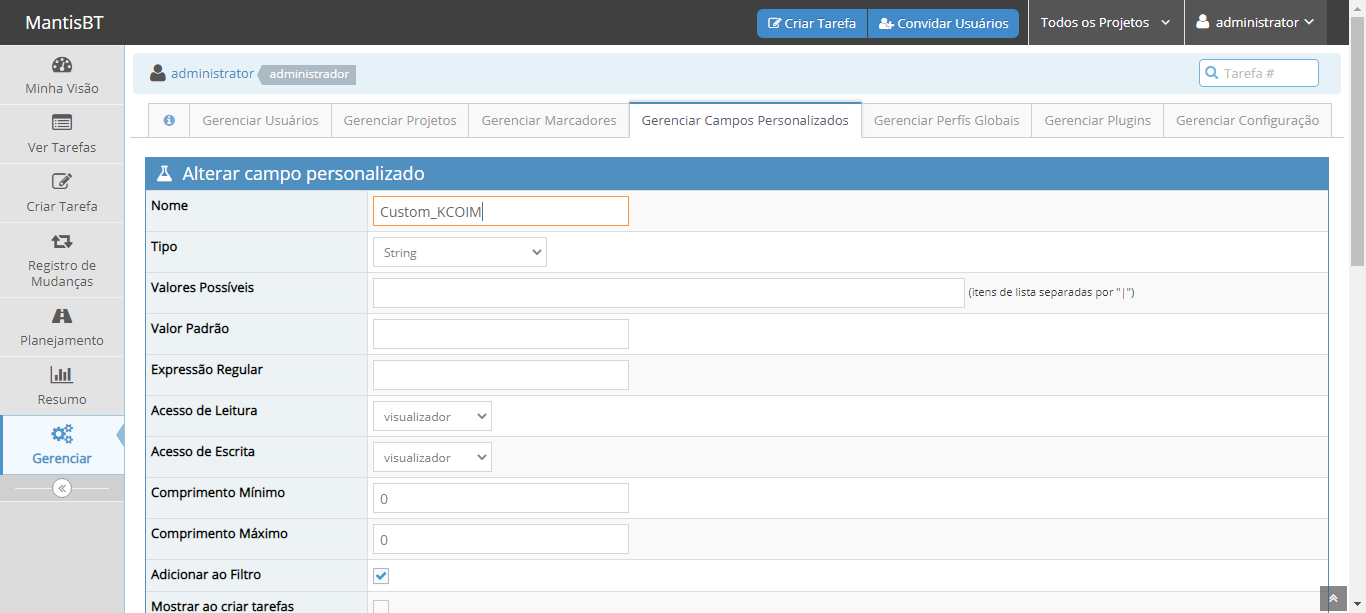 MantisBT
Criar Tarefa
Convidar Usuários
Todos os Projetos
administrator
Minha Visão
Ver Tarefas
Criar Tarefa
Registro de
Mudanças
Planejamento
Resumo
Gerenciar
administrator administrador
Tarefa #
Gerenciar Usuários
Gerenciar Projetos
Gerenciar Marcadores
Gerenciar Campos Personalizados
Gerenciar Perfís Globais
Gerenciar Plugins
Gerenciar Configuração
Alterar campo personalizado
Nome
Custom_KCOIM
Tipo
String
Valores Possíveis
(itens de lista separadas por "|")
Valor Padrão
Expressão Regular
Acesso de Leitura
visualizador
Acesso de Escrita
visualizador
Comprimento Mínimo
0
Comprimento Máximo
0
Adicionar ao Filtro
Mostrar ao criar tarefas